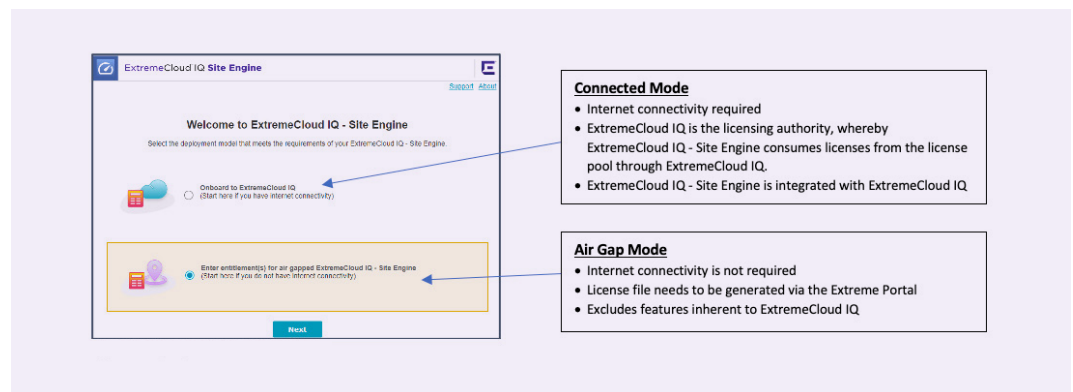 ExtremeCloud IQ Site Engine
Support About
Welcome to ExtremeCloud IQ - Site Engine
Select the deployment model that meets the requirements of your ExtremeCloud IQ - Site Engine.
Onboard to ExtremeCloud IQ
(Start here if you have internet connectivity)
Enter entitlement(s) for air gapped ExtremeCloud IQ - Site Engine
(Start here if you do not have internet connectivity)
Next
Connected Mode
• Internet connectivity required
• ExtremeCloud IQ is the licensing authority, whereby
ExtremeCloud IQ - Site Engine consumes licenses from the license
pool through ExtremeCloud IQ.
• ExtremeCloud IQ - Site Engine is integrated with ExtremeCloud IQ
Air Gap Mode
• Internet connectivity is not required
• License file needs to be generated via the Extreme Portal
• Excludes features inherent to ExtremeCloud IQ